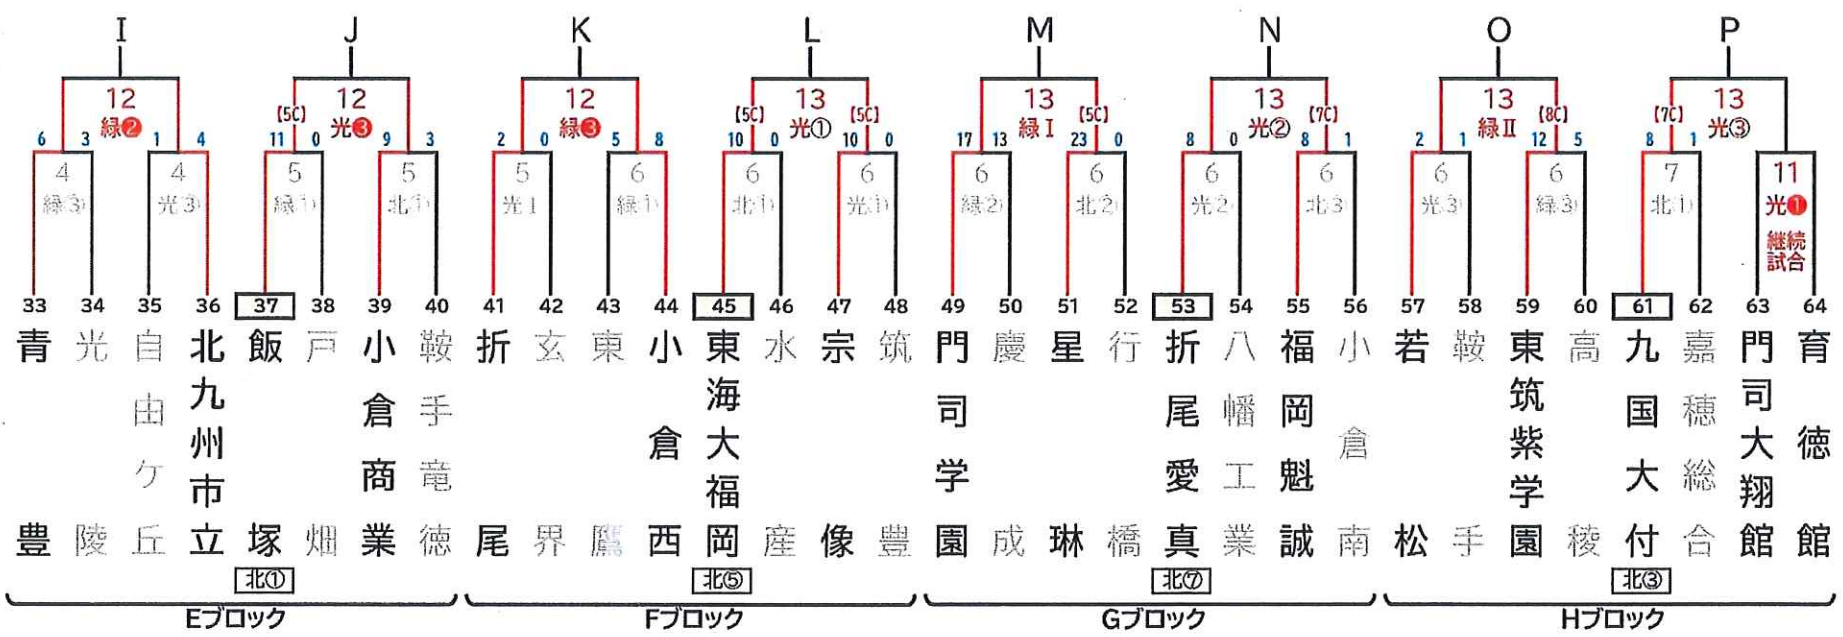 I J K L M N O P
12 12 12 13 13 13 13 13
緑❷ 【5C】 光❸ 緑❸ 【5C】 光① 【5C】 緑Ⅰ 【5C】 光② 【7C】 緑Ⅱ 【8C】 【7C】 光③
6 3 1 4 11 0 9 3 2 0 5 8 10 0 10 0 17 13 23 0 8 0 8 1 2 1 12 5 8 1
4 4 5 5 5 6 6 6 6 6 6 6 6 6 7 11
緑③ 光③ 緑① 北① 光1 緑① 北① 光① 緑② 北② 光② 北③ 光③ 緑③ 北① 光❶
継続
試合
33 34 35 36 37 38 39 40 41 42 43 44 45 46 47 48 49 50 51 52 53 54 55 56 57 58 59 60 61 62 63 64
青豊
光陵
自由ケ丘
北九州市立
飯塚
戸畑
小倉商業
鞍手竜徳
折尾
玄界
東鷹
小倉西
東海大福岡
水産
宗像
筑豊
門司学園
慶成
星琳
行橋
折尾愛真
八幡工業
福岡魁誠
小倉南
若松
鞍手
東筑紫学園
高稜
九国大付
嘉穂総合
門司大翔館
育徳館
北① 北⑤ 北⑦ 北③
Eブロック Fブロック Gブロック Hブロック